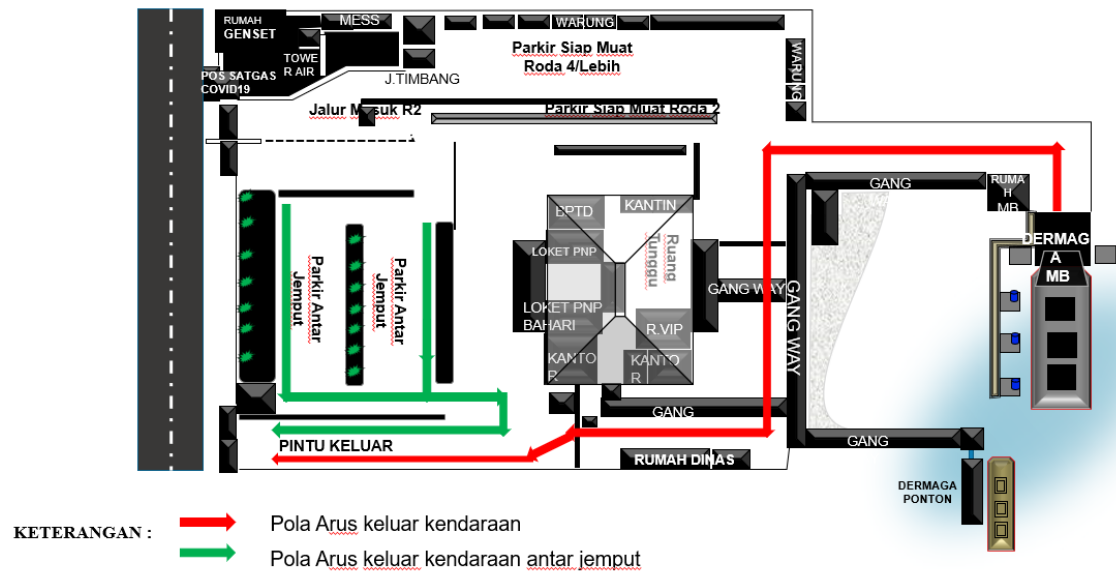 RUMAH
GENSET
MESS
WARUNG
TOWE
R AIR
Parkir Siap Muat
Roda 4/Lebih
WARUNG
POS SATGAS
COVID19
J.TIMBANG
Jalur Masuk R2
Parkir Siap Muat Roda 2
GANG
RUMA
H
MB
BPTD
KANTIN
LOKET PNP
Ruang
Tunggu
DERMAG
A
MB
Parkir Antar
Jemput
Parkir Antar
Jemput
GANG WAY
GANG WAY
LOKET PNP
BAHARI
R.VIP
KANTO
R
KANTO
R
GANG
GANG
PINTU KELUAR
RUMAH DINAS
DERMAGA
PONTON
KETERANGAN :
Pola Arus keluar kendaraan
Pola Arus keluar kendaraan antar jemput